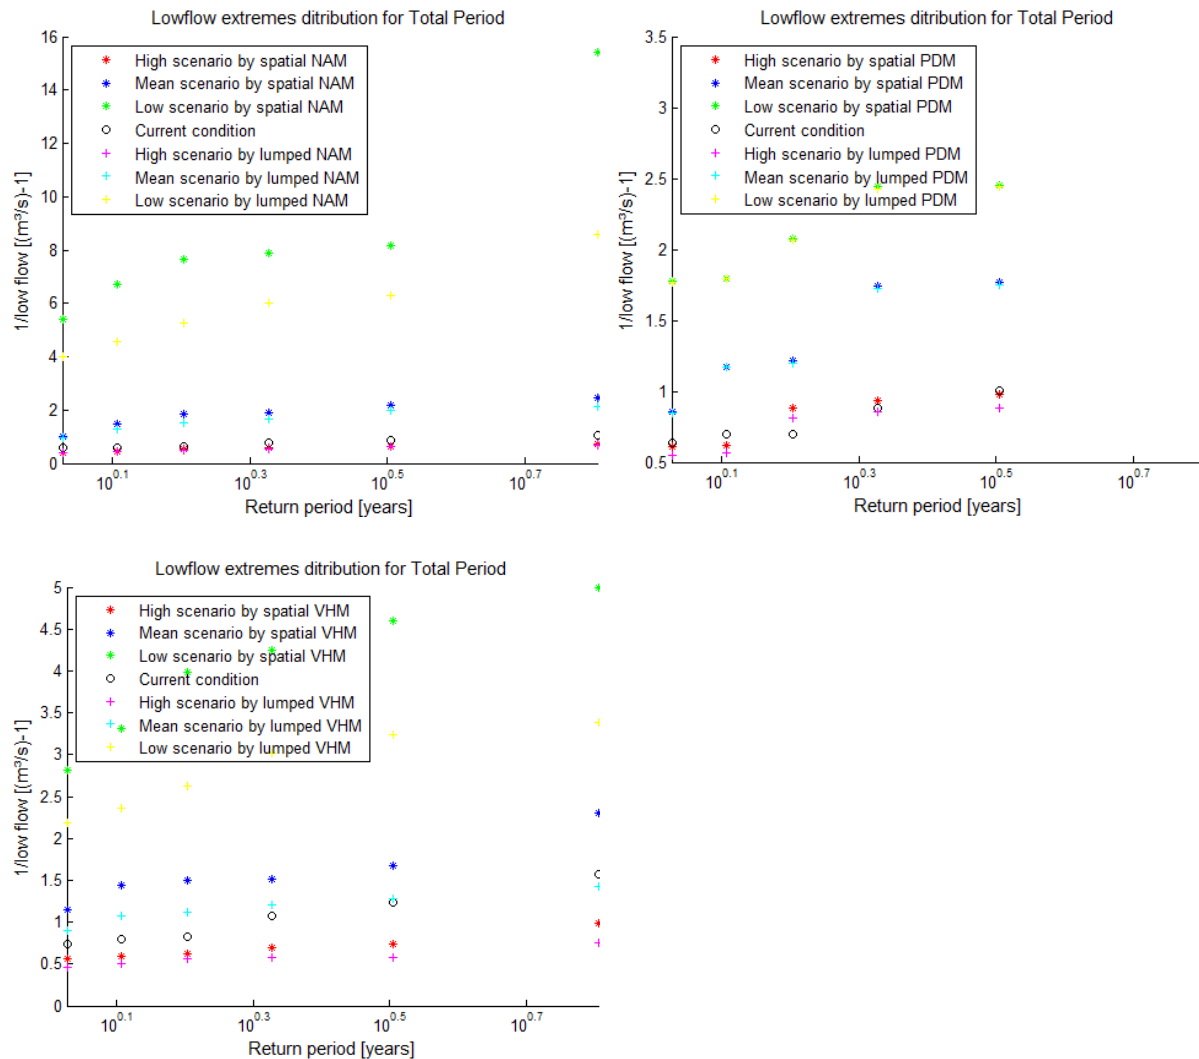 Lowflow extremes ditribution for Total Period
16
14
12
10
8
6
4
2
0
1/low flow [(m³/s)-1]
High scenario by spatial NAM
Mean scenario by spatial NAM
Low scenario by spatial NAM
Current condition
High scenario by lumped NAM
Mean scenario by lumped NAM
Low scenario by lumped NAM
10^0.1 10^0.3 10^0.5 10^0.7
Return period [years]
Lowflow extremes ditribution for Total Period
3.5
3
2.5
2
1.5
1
0.5
1/low flow [(m³/s)-1]
High scenario by spatial PDM
Mean scenario by spatial PDM
Low scenario by spatial PDM
Current condition
High scenario by lumped PDM
Mean scenario by lumped PDM
Low scenario by lumped PDM
10^0.1 10^0.3 10^0.5 10^0.7
Return period [years]
Lowflow extremes ditribution for Total Period
5
4.5
4
3.5
3
2.5
2
1.5
1
0.5
0
1/low flow [(m³/s)-1]
High scenario by spatial VHM
Mean scenario by spatial VHM
Low scenario by spatial VHM
Current condition
High scenario by lumped VHM
Mean scenario by lumped VHM
Low scenario by lumped VHM
10^0.1 10^0.3 10^0.5 10^0.7
Return period [years]